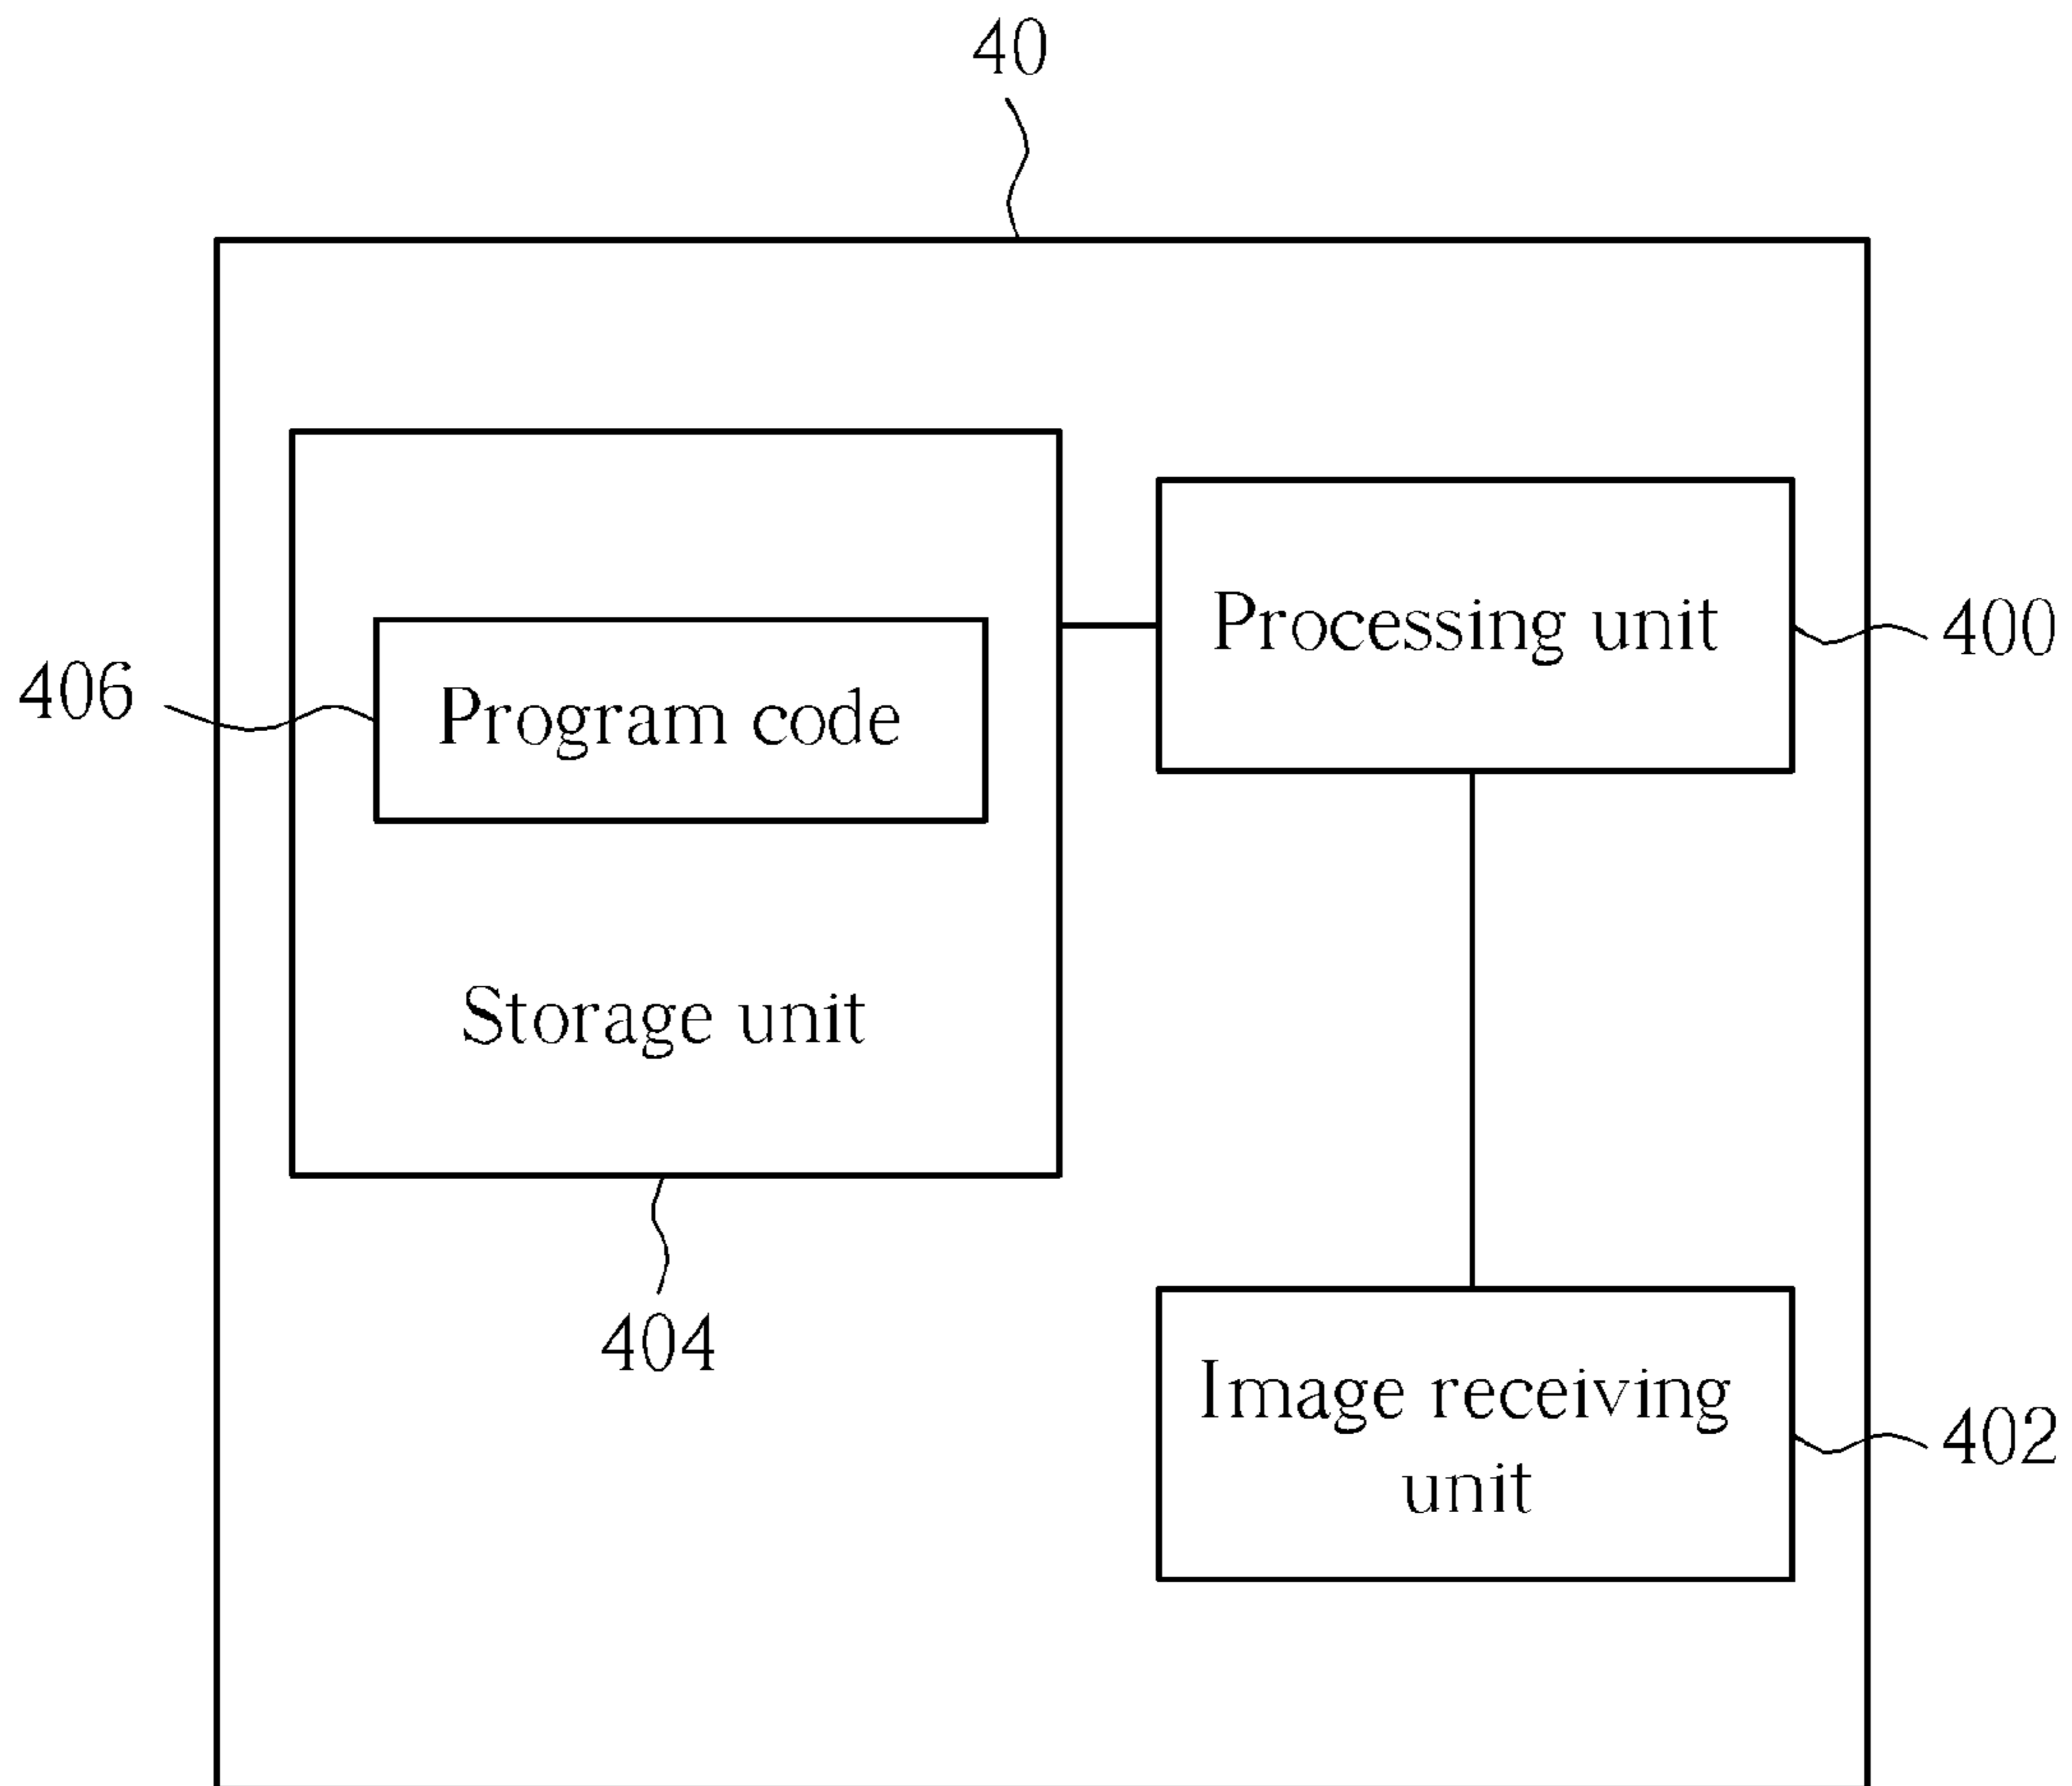 40
Processing unit
400
406
Program code
Storage unit
404
Image receiving
unit
402